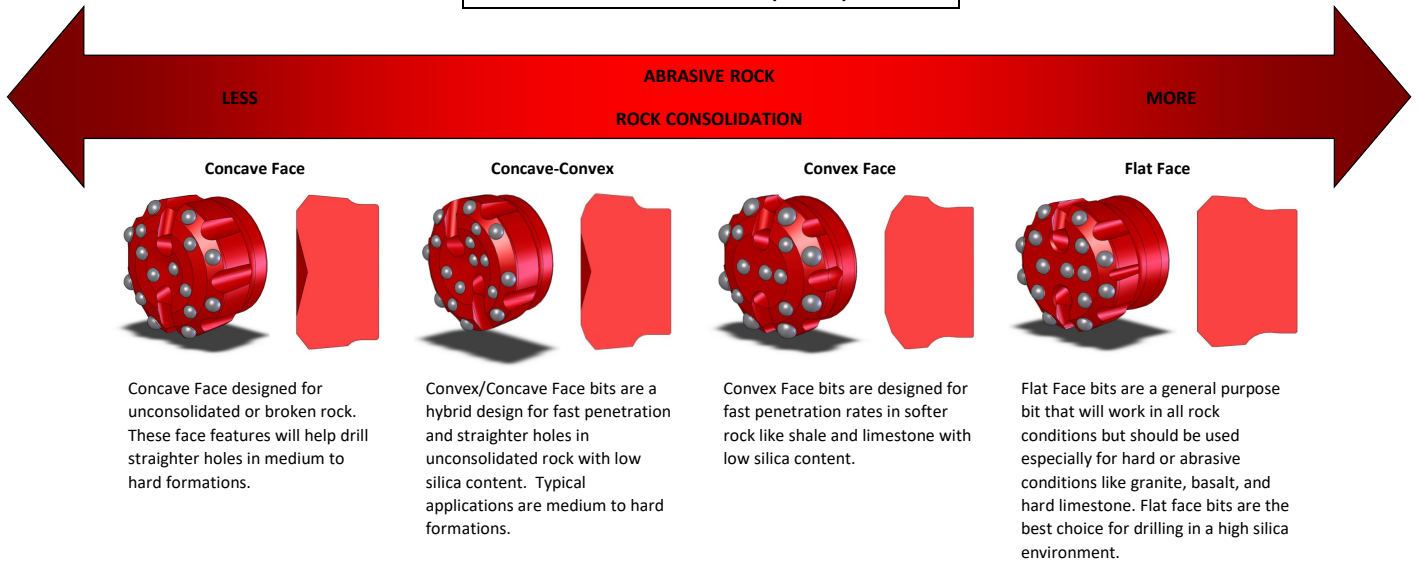 ABRASIVE ROCK
LESS
MORE
ROCK CONSOLIDATION
Concave Face
Concave-Convex
Convex Face
Flat Face
Concave Face designed for
unconsolidated or broken rock.
These face features will help drill
straighter holes in medium to
hard formations.
Convex/Concave Face bits are a
hybrid design for fast penetration
and straighter holes in
unconsolidated rock with low
silica content.  Typical
applications are medium to hard
formations.
Convex Face bits are designed for
fast penetration rates in softer
rock like shale and limestone with
low silica content.
Flat Face bits are a general purpose
bit that will work in all rock
conditions but should be used
especially for hard or abrasive
conditions like granite, basalt, and
hard limestone. Flat face bits are the
best choice for drilling in a high silica
environment.